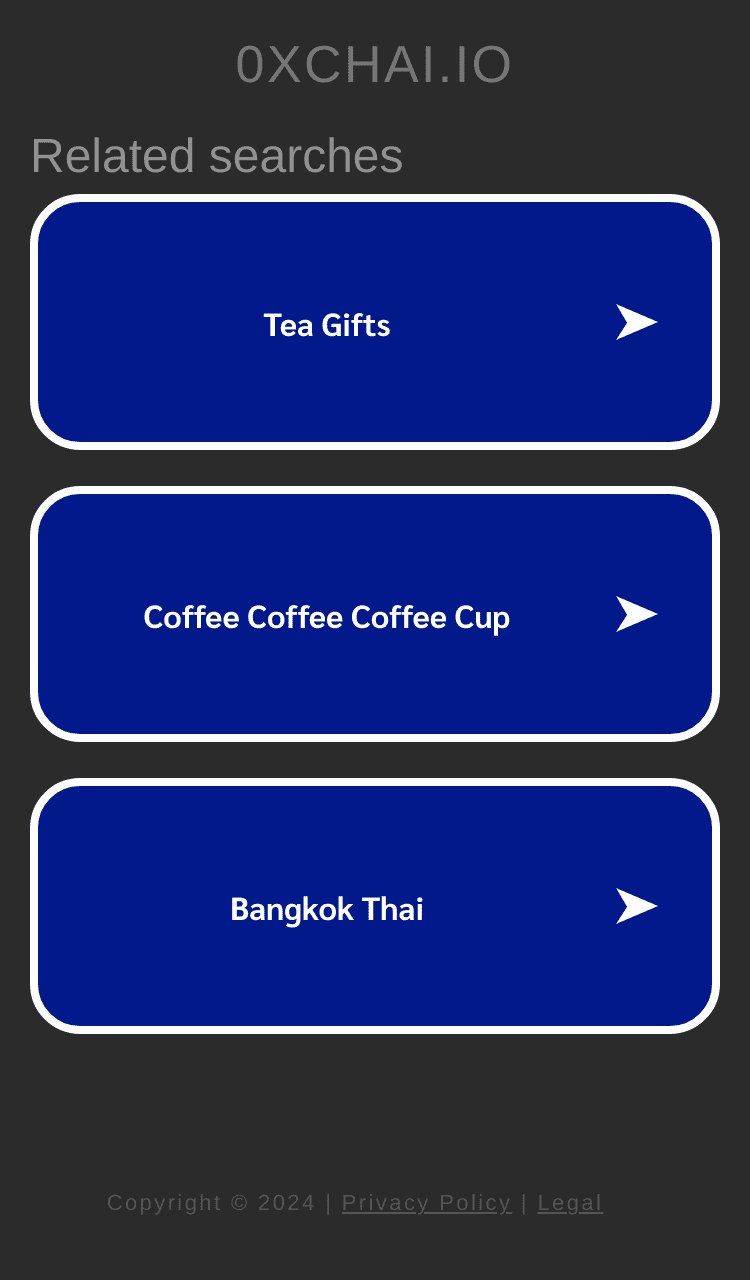 0XCHAI.IO
Related searches
Tea Gifts
Coffee Coffee Coffee Cup
Bangkok Thai
Copyright © 2024 | Privacy Policy | Legal